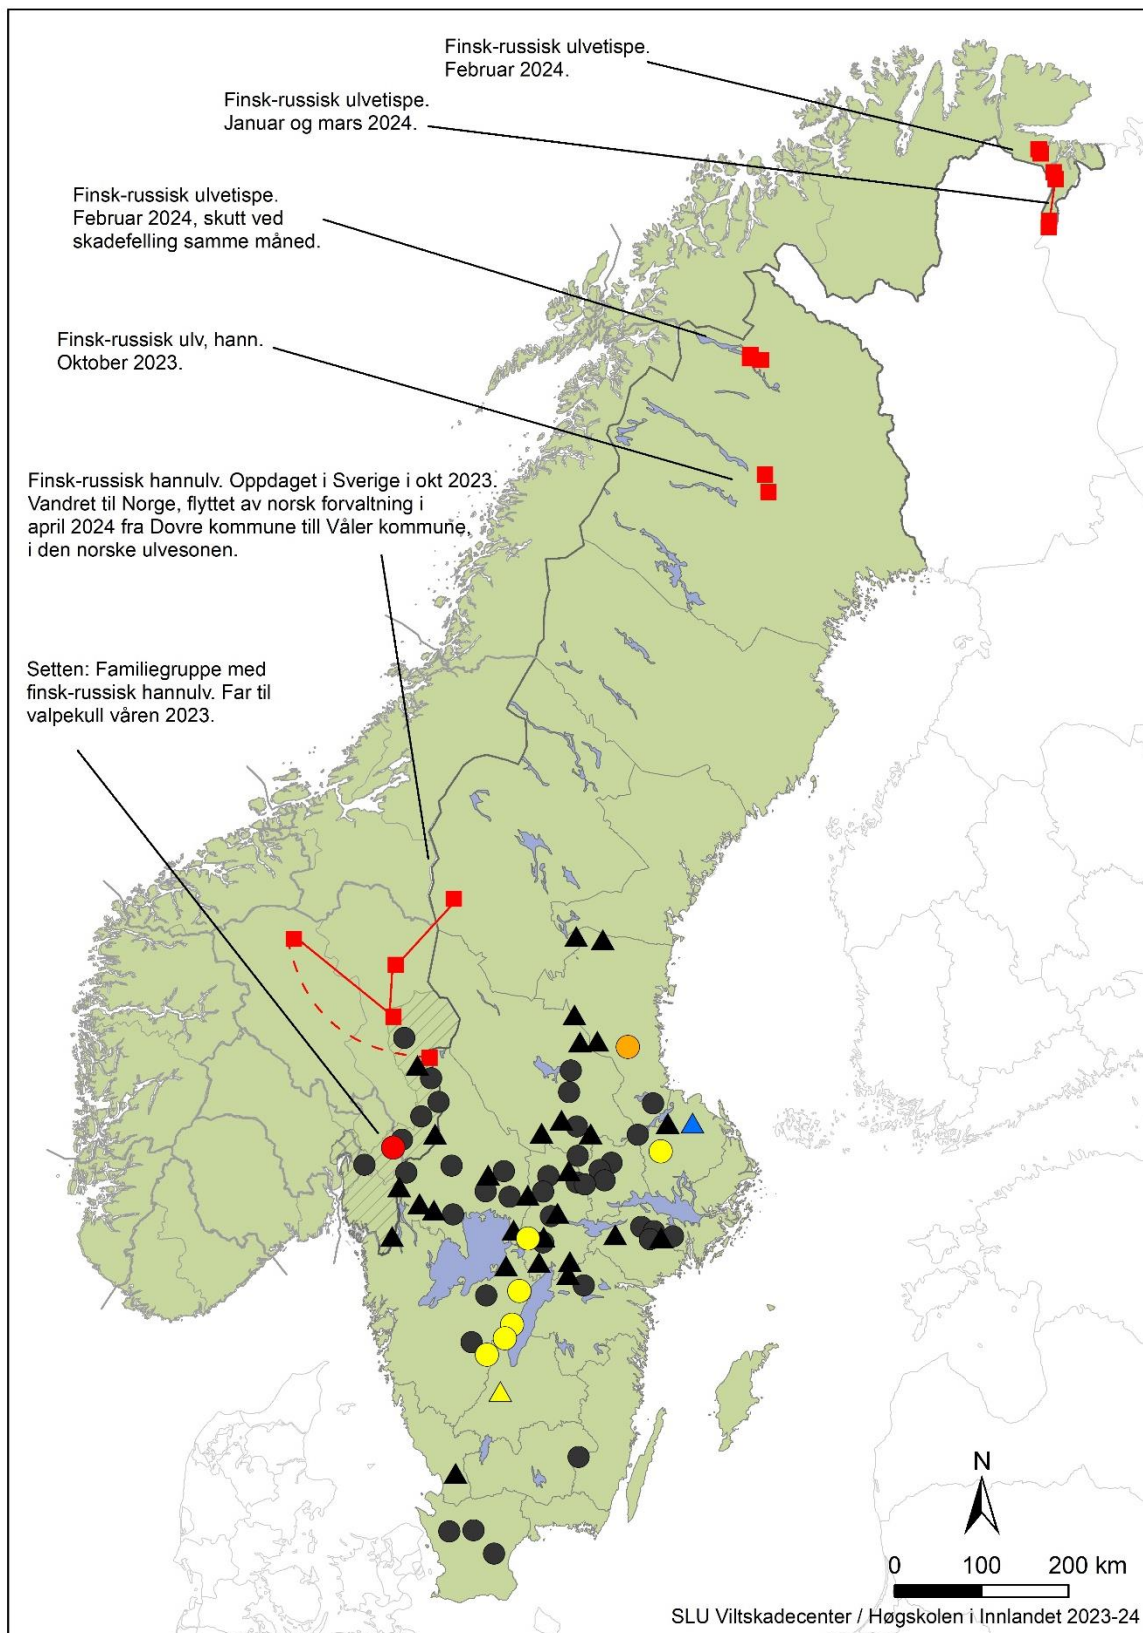 Finsk-russisk ulvetispe.
Februar 2024.
Finsk-russisk ulvetispe.
Januar og mars 2024.
Finsk-russisk ulvetispe.
Februar 2024, skutt ved
skadefelling samme måned.
Finsk-russisk ulv, hann.
Oktober 2023.
Finsk-russisk hannulv. Oppdaget i Sverige i okt 2023.
Vandret til Norge, flyttet av norsk forvaltning i
april 2024 fra Dovre kommune till Våler kommune,
i den norske ulvesonen.
Setten: Familiegruppe med
finsk-russisk hannulv. Far til
valpekull våren 2023.
N
0 100 200 km
SLU Viltskadecenter / Høgskolen i Innlandet 2023-24